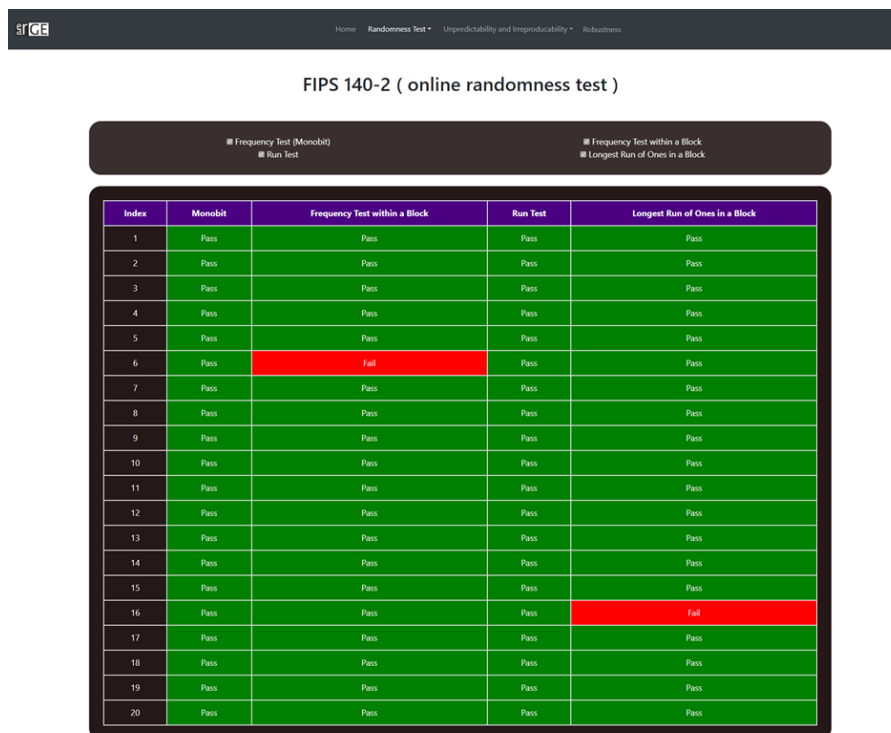 Home Randomness Test Unpredictability and Irreproducability Robustness
FIPS 140-2 ( online randomness test )
Frequency Test (Monobit) Frequency Test within a Block
Run Test Longest Run of Ones in a Block
Index Monobit Frequency Test within a Block Run Test Longest Run of Ones in a Block
1 Pass Pass Pass Pass
2 Pass Pass Pass Pass
3 Pass Pass Pass Pass
4 Pass Pass Pass Pass
5 Pass Pass Pass Pass
6 Pass Fail Pass Pass
7 Pass Pass Pass Pass
8 Pass Pass Pass Pass
9 Pass Pass Pass Pass
10 Pass Pass Pass Pass
11 Pass Pass Pass Pass
12 Pass Pass Pass Pass
13 Pass Pass Pass Pass
14 Pass Pass Pass Pass
15 Pass Pass Pass Pass
16 Pass Pass Pass Fail
17 Pass Pass Pass Pass
18 Pass Pass Pass Pass
19 Pass Pass Pass Pass
20 Pass Pass Pass Pass